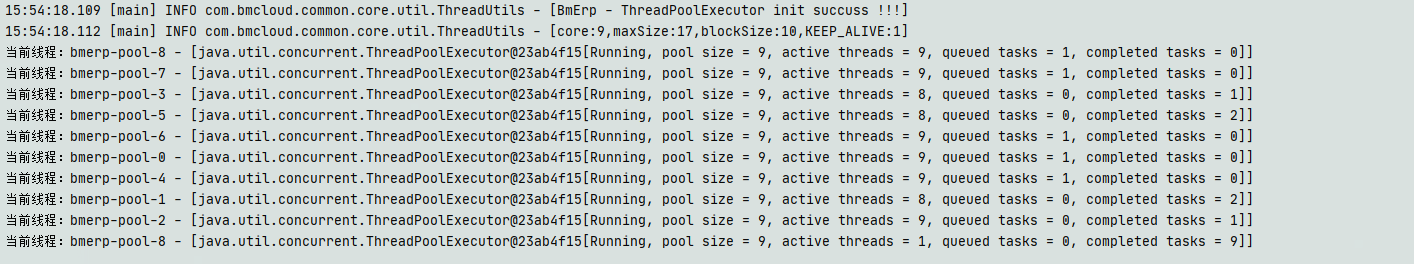 15:54:18.109 [main] INFO com.bmcloud.common.core.util.ThreadUtils - [BmErp - ThreadPoolExecutor init succuss !!!]
15:54:18.112 [main] INFO com.bmcloud.common.core.util.ThreadUtils - [core:9,maxSize:17,blockSize:10,KEEP_ALIVE:1]
当前线程：bmerp-pool-8 - [java.util.concurrent.ThreadPoolExecutor@23ab4f15[Running, pool size = 9, active threads = 9, queued tasks = 1, completed tasks = 0]]
当前线程：bmerp-pool-7 - [java.util.concurrent.ThreadPoolExecutor@23ab4f15[Running, pool size = 9, active threads = 9, queued tasks = 1, completed tasks = 0]]
当前线程：bmerp-pool-3 - [java.util.concurrent.ThreadPoolExecutor@23ab4f15[Running, pool size = 9, active threads = 8, queued tasks = 0, completed tasks = 1]]
当前线程：bmerp-pool-5 - [java.util.concurrent.ThreadPoolExecutor@23ab4f15[Running, pool size = 9, active threads = 8, queued tasks = 0, completed tasks = 2]]
当前线程：bmerp-pool-6 - [java.util.concurrent.ThreadPoolExecutor@23ab4f15[Running, pool size = 9, active threads = 9, queued tasks = 1, completed tasks = 0]]
当前线程：bmerp-pool-0 - [java.util.concurrent.ThreadPoolExecutor@23ab4f15[Running, pool size = 9, active threads = 9, queued tasks = 1, completed tasks = 0]]
当前线程：bmerp-pool-4 - [java.util.concurrent.ThreadPoolExecutor@23ab4f15[Running, pool size = 9, active threads = 9, queued tasks = 1, completed tasks = 0]]
当前线程：bmerp-pool-1 - [java.util.concurrent.ThreadPoolExecutor@23ab4f15[Running, pool size = 9, active threads = 8, queued tasks = 0, completed tasks = 2]]
当前线程：bmerp-pool-2 - [java.util.concurrent.ThreadPoolExecutor@23ab4f15[Running, pool size = 9, active threads = 9, queued tasks = 0, completed tasks = 1]]
当前线程：bmerp-pool-8 - [java.util.concurrent.ThreadPoolExecutor@23ab4f15[Running, pool size = 9, active threads = 1, queued tasks = 0, completed tasks = 9]]